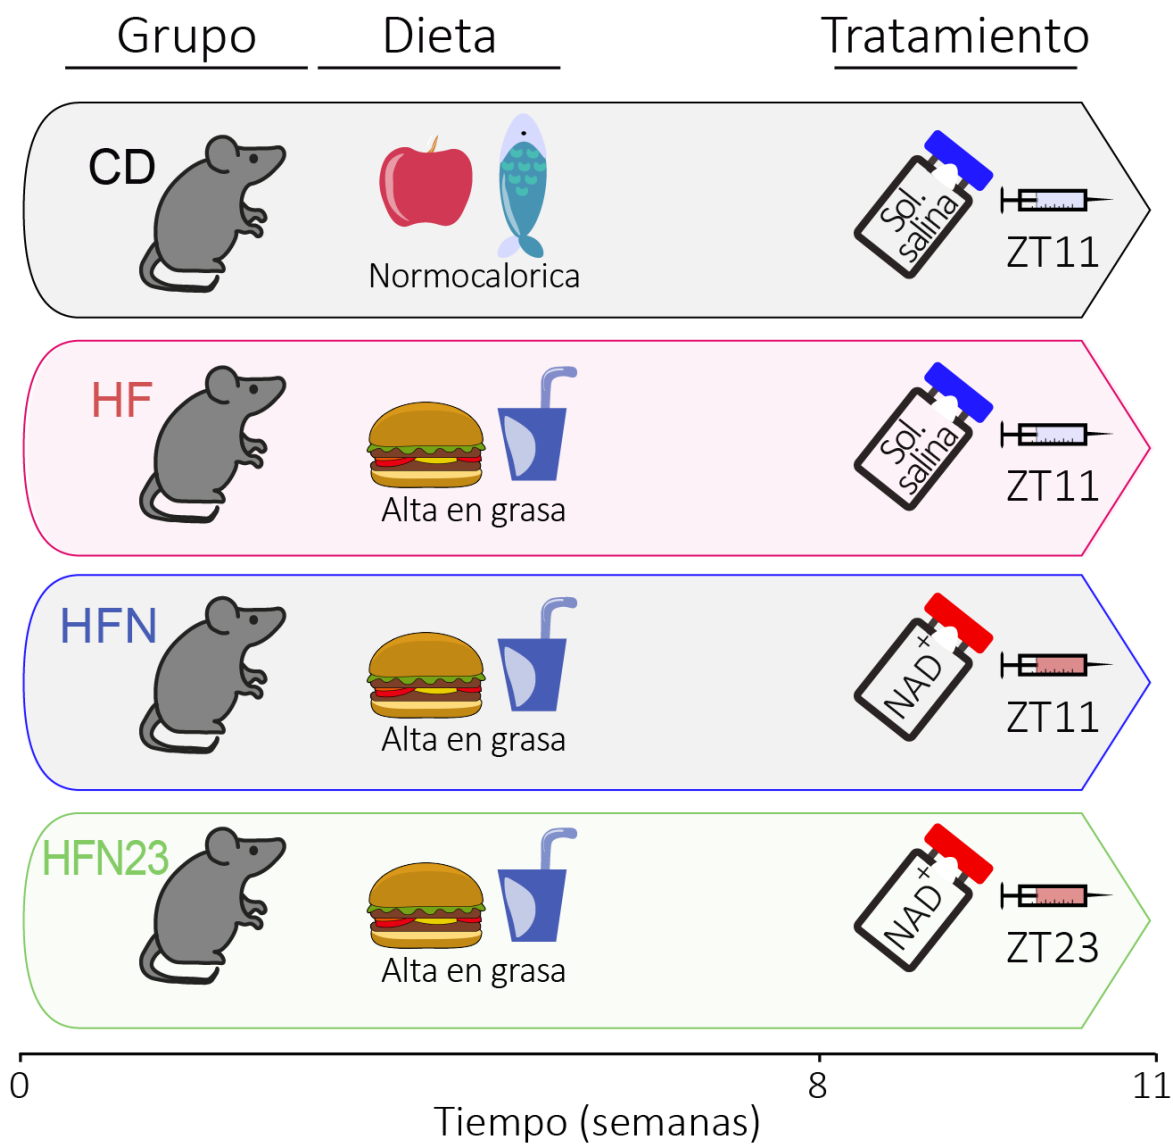 Grupo Dieta Tratamiento
CD
Normocalorica
Sol.
salina
ZT11
HF
Alta en grasa
Sol.
salina
ZT11
HFN
Alta en grasa
NAD+
ZT11
HFN23
Alta en grasa
NAD+
ZT23
0 8 11
Tiempo (semanas)